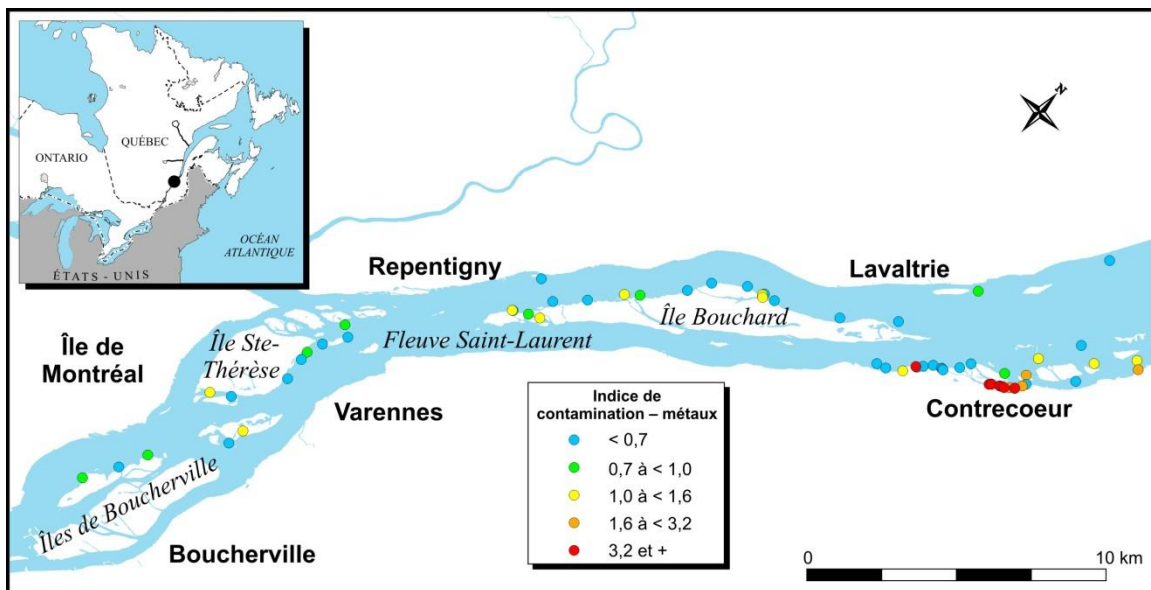 QUÉBEC
ONTARIO
OCÉAN
ATLANTIQUE
ÉTATS - UNIS
N
Repentigny
Lavaltrie
Île de
Montréal
Île Ste-
Thérèse
Fleuve Saint-Laurent
Île Bouchard
Varennes
Contrecoeur
Îles de Boucherville
Boucherville
Indice de
contamination – métaux
< 0,7
0,7 à < 1,0
1,0 à < 1,6
1,6 à < 3,2
3,2 et +
0 10 km